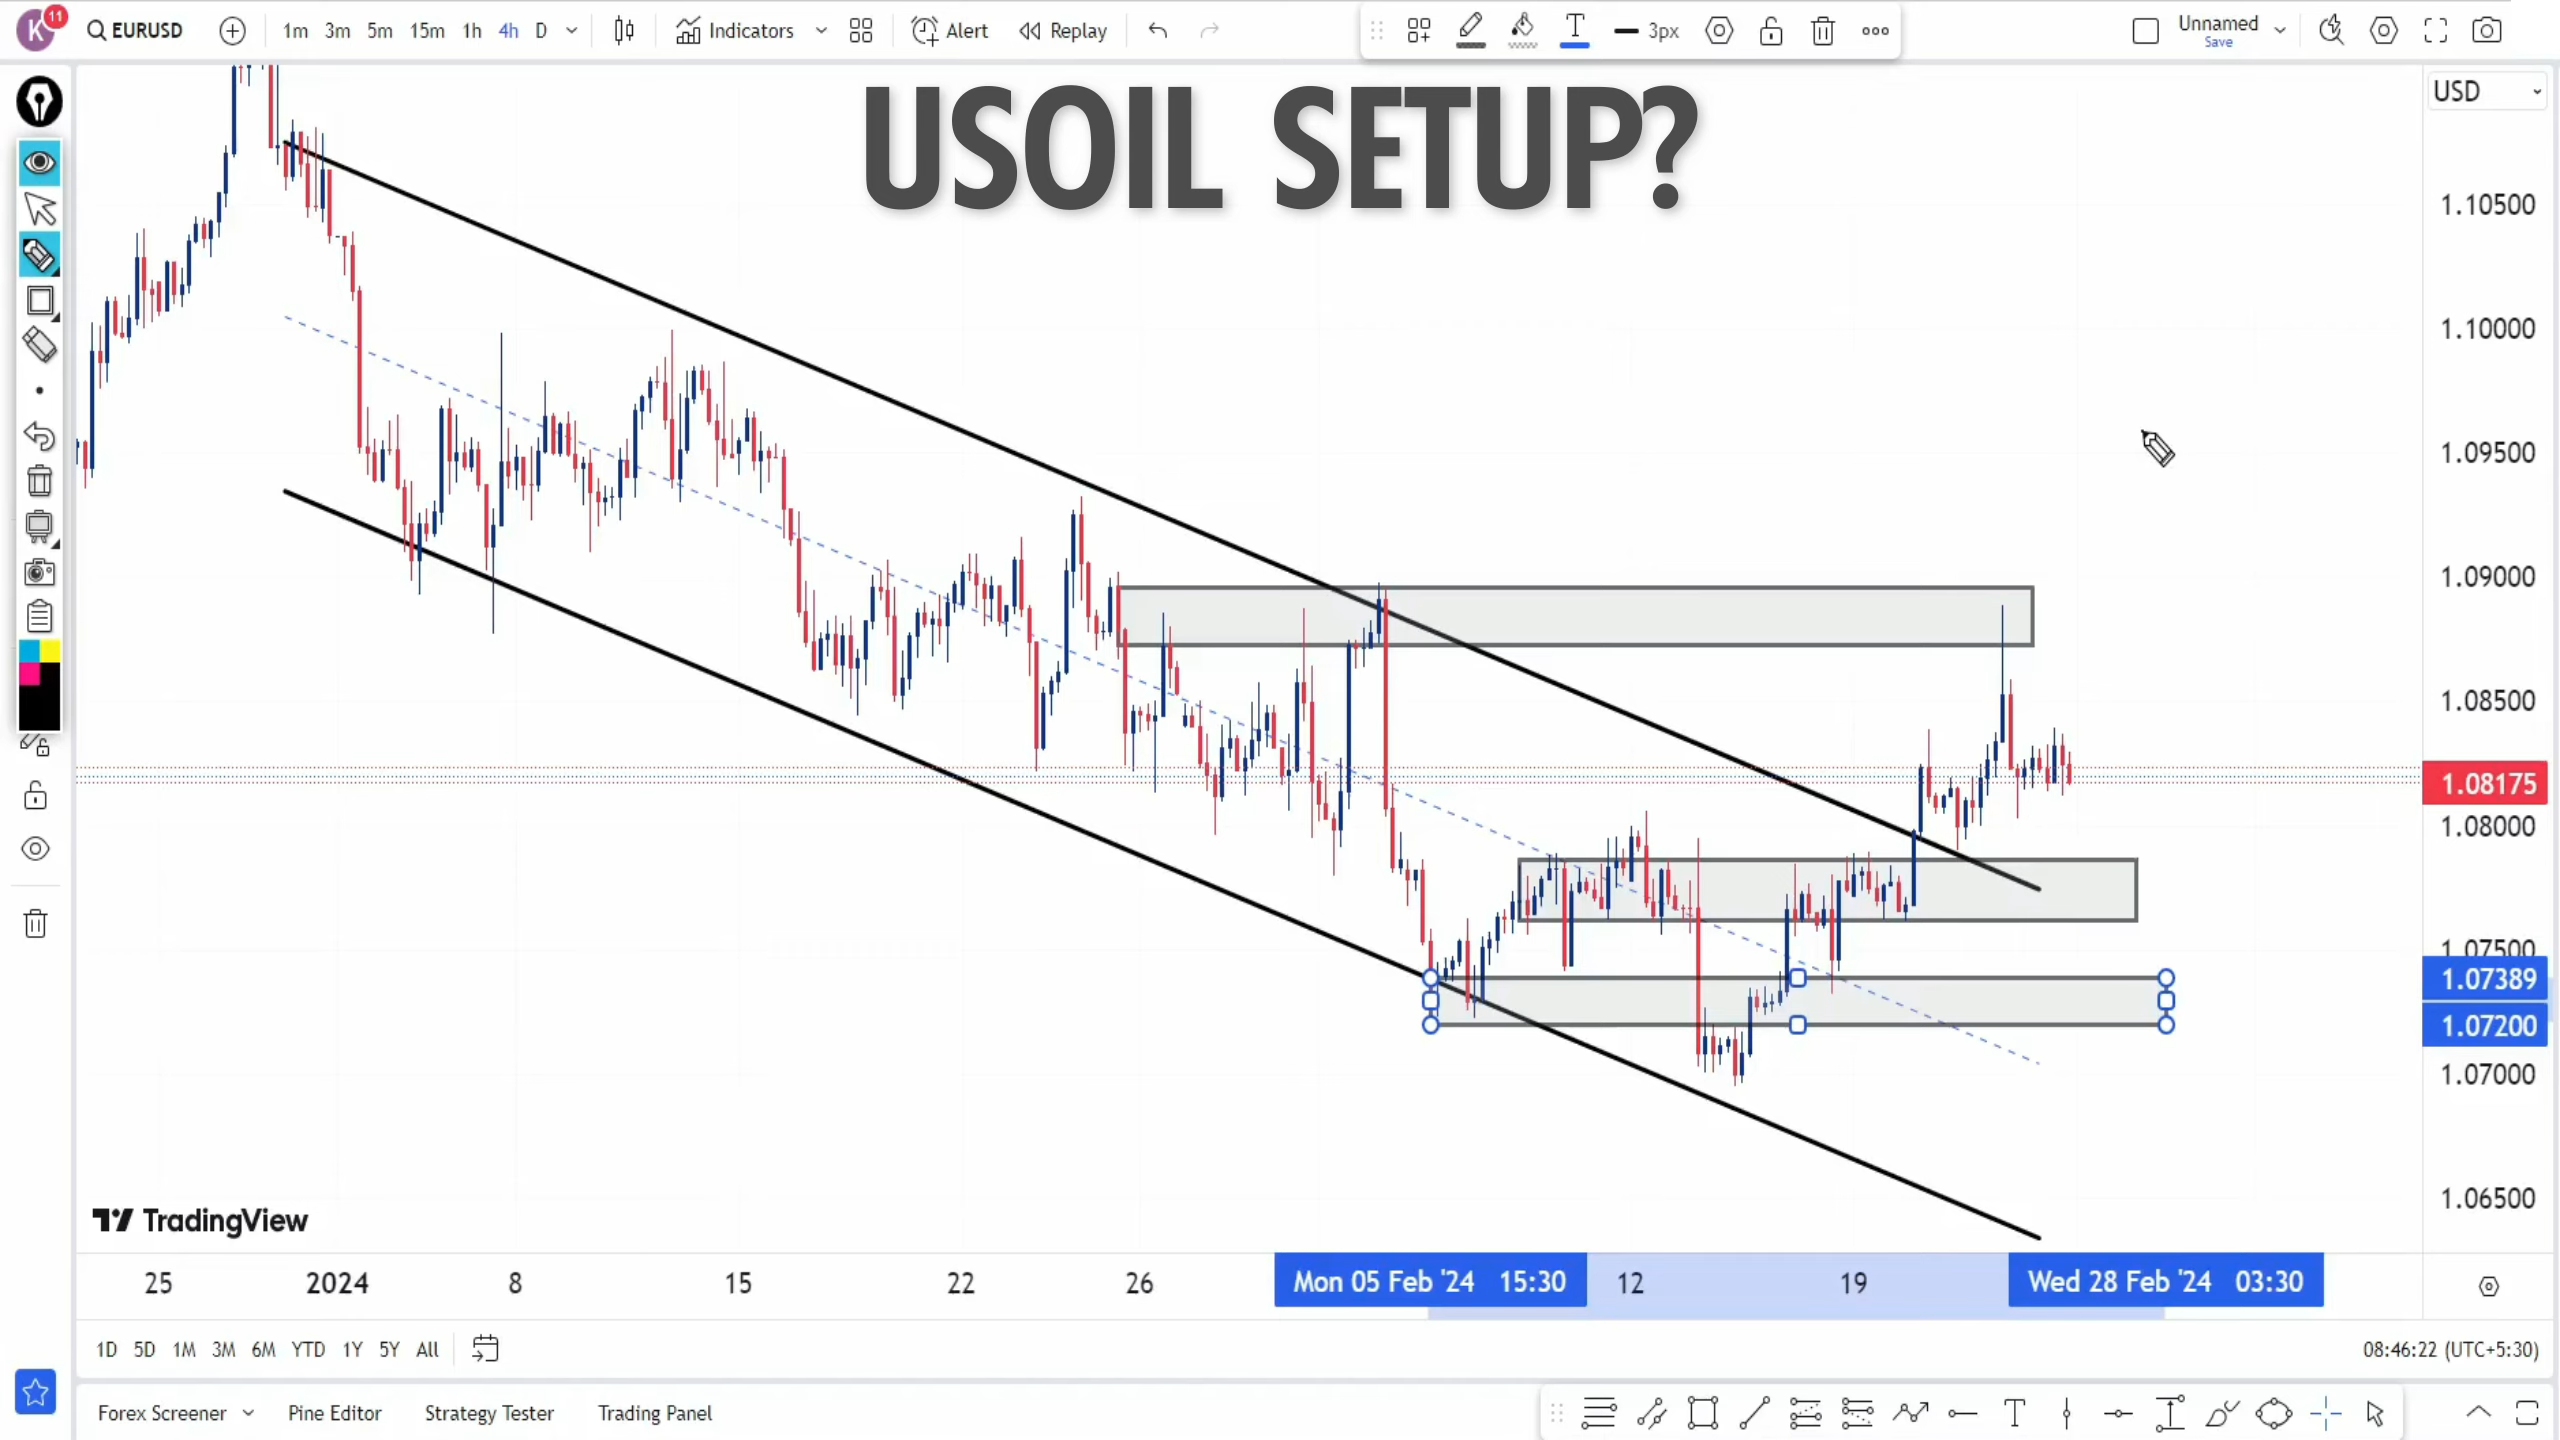 K 11 EURUSD 1m 3m 5m 15m 1h 4h D Indicators Alert Replay T 3px Unnamed
Save
USOIL SETUP?
USD
1.10500
1.10000
1.09500
1.09000
1.08500
1.08175
1.08000
1.07500
1.07389
1.07200
1.07000
1.06500
TradingView
25 2024 8 15 22 26 Mon 05 Feb '24 15:30 12 19 Wed 28 Feb '24 03:30
1D 5D 1M 3M 6M YTD 1Y 5Y All 08:46:22 (UTC+5:30)
Forex Screener Pine Editor Strategy Tester Trading Panel T